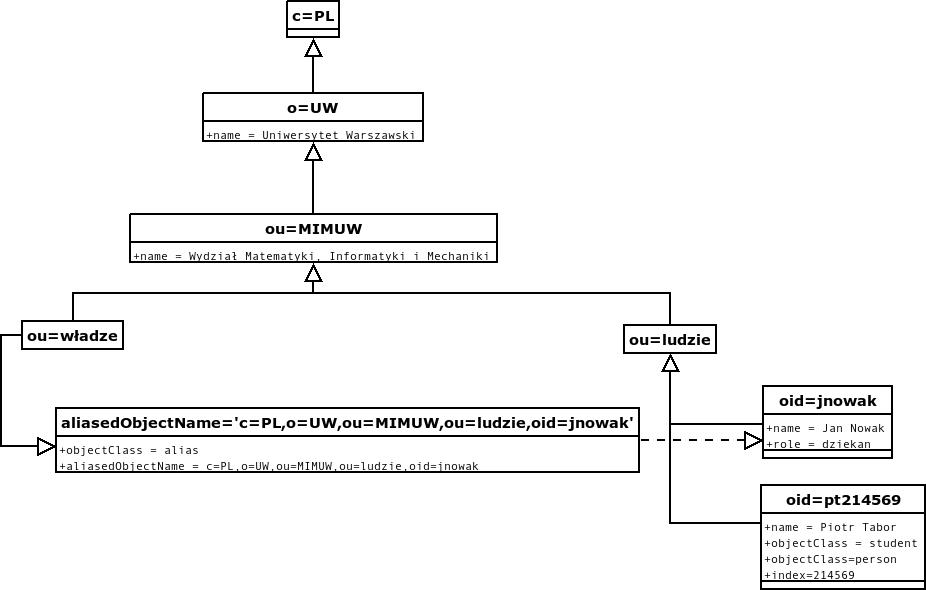 c=PL
o=UW
+name = Uniwersytet Warszawski
ou=MIMUW
+name = Wydział Matematyki, Informatyki i Mechaniki
ou=władze
ou=ludzie
aliasedObjectName='c=PL,o=UW,ou=MIMUW,ou=ludzie,oid=jnowak'
+objectClass = alias
+aliasedObjectName = c=PL,o=UW,ou=MIMUW,ou=ludzie,oid=jnowak
oid=jnowak
+name = Jan Nowak
+role = dziekan
oid=pt214569
+name = Piotr Tabor
+objectClass = student
+objectClass=person
+index=214569